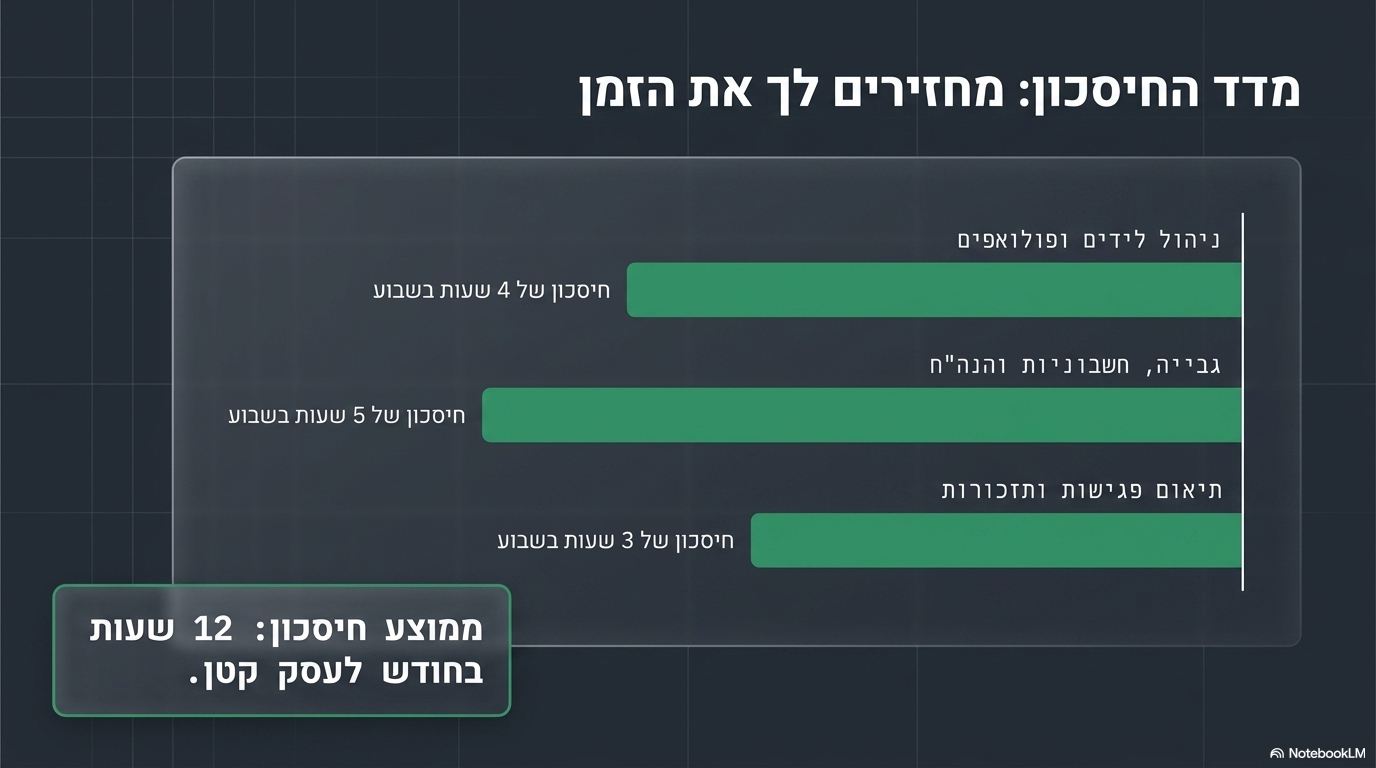 מדד החיסכון: מחזירים לך את הזמן
ניהול לידים ופולואפים
חיסכון של 4 שעות בשבוע
גבייה, חשבוניות והנה"ח
חיסכון של 5 שעות בשבוע
תיאום פגישות ותזכורות
חיסכון של 3 שעות בשבוע
ממוצע חיסכון: 12 שעות
בחודש לעסק קטן.
NotebookLM